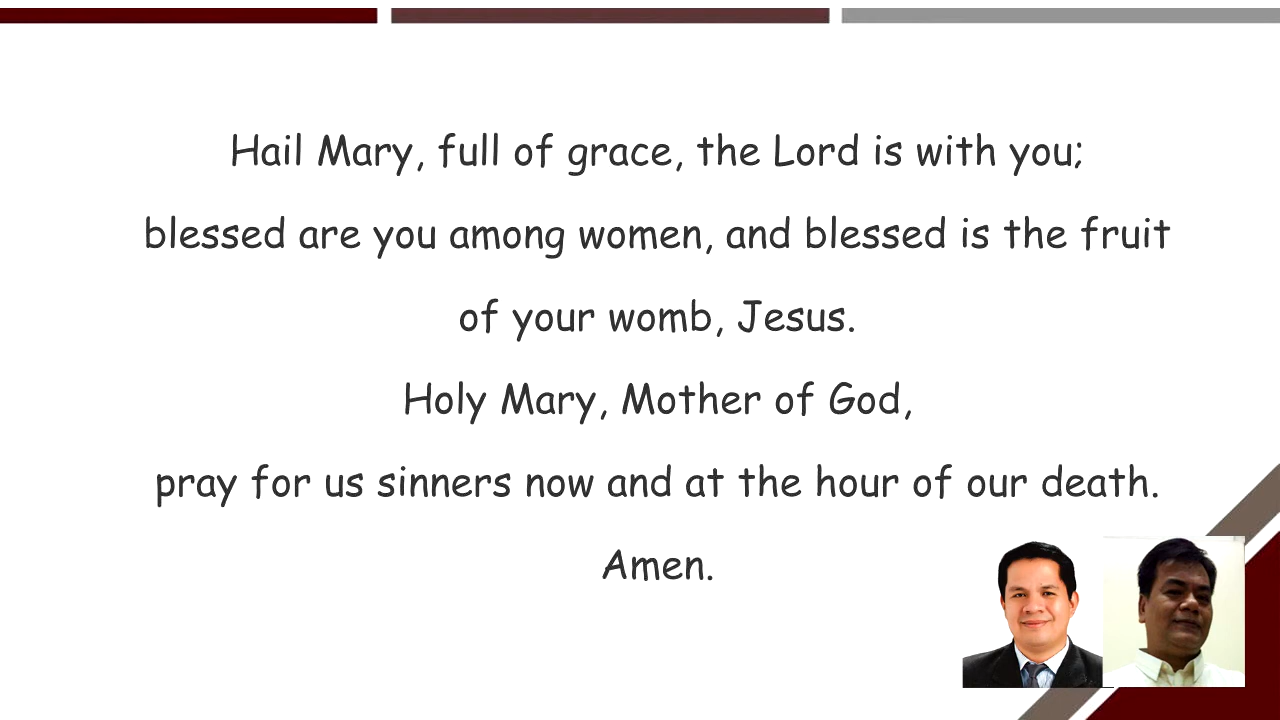 Hail Mary, full of grace, the Lord is with you;
blessed are you among women, and blessed is the fruit
of your womb, Jesus.
Holy Mary, Mother of God,
pray for us sinners now and at the hour of our death.
Amen.